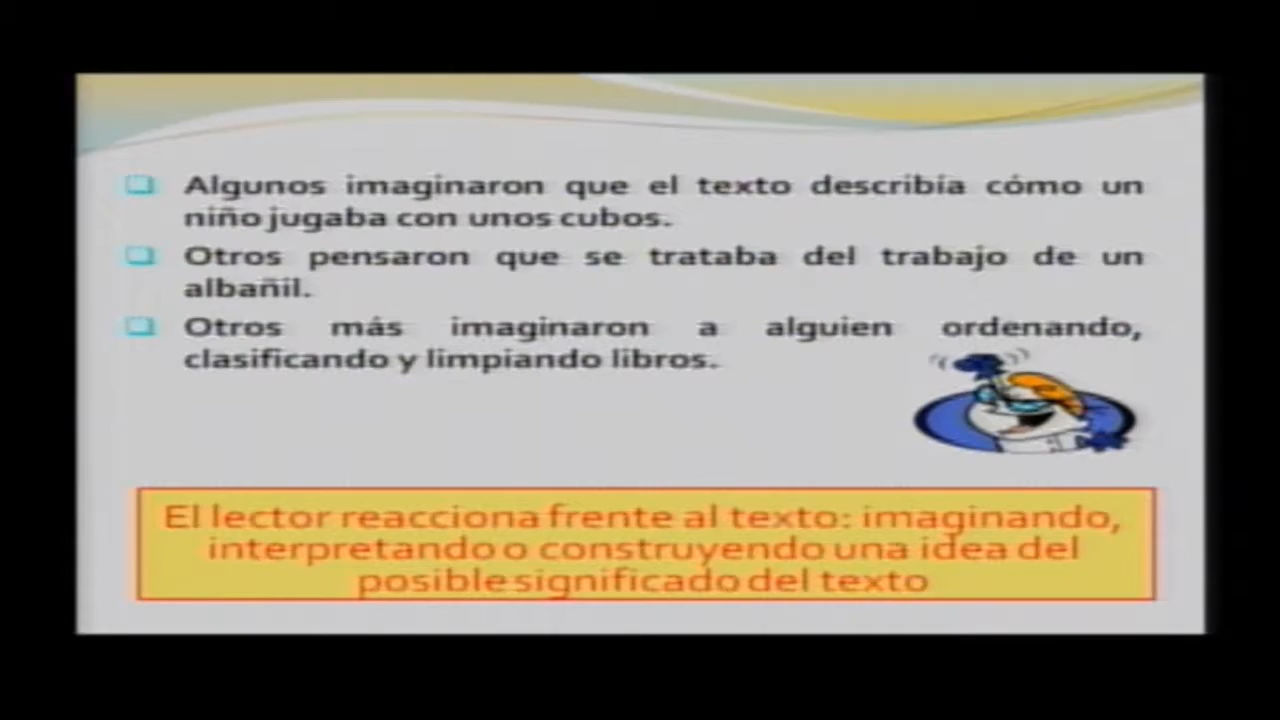 Algunos imaginaron que el texto describía cómo un
niño jugaba con unos cubos.
Otros pensaron que se trataba del trabajo de un
albañil.
Otros más imaginaron a alguien ordenando,
clasificando y limpiando libros.
El lector reacciona frente al texto: imaginando,
interpretando o construyendo una idea del
posible significado del texto